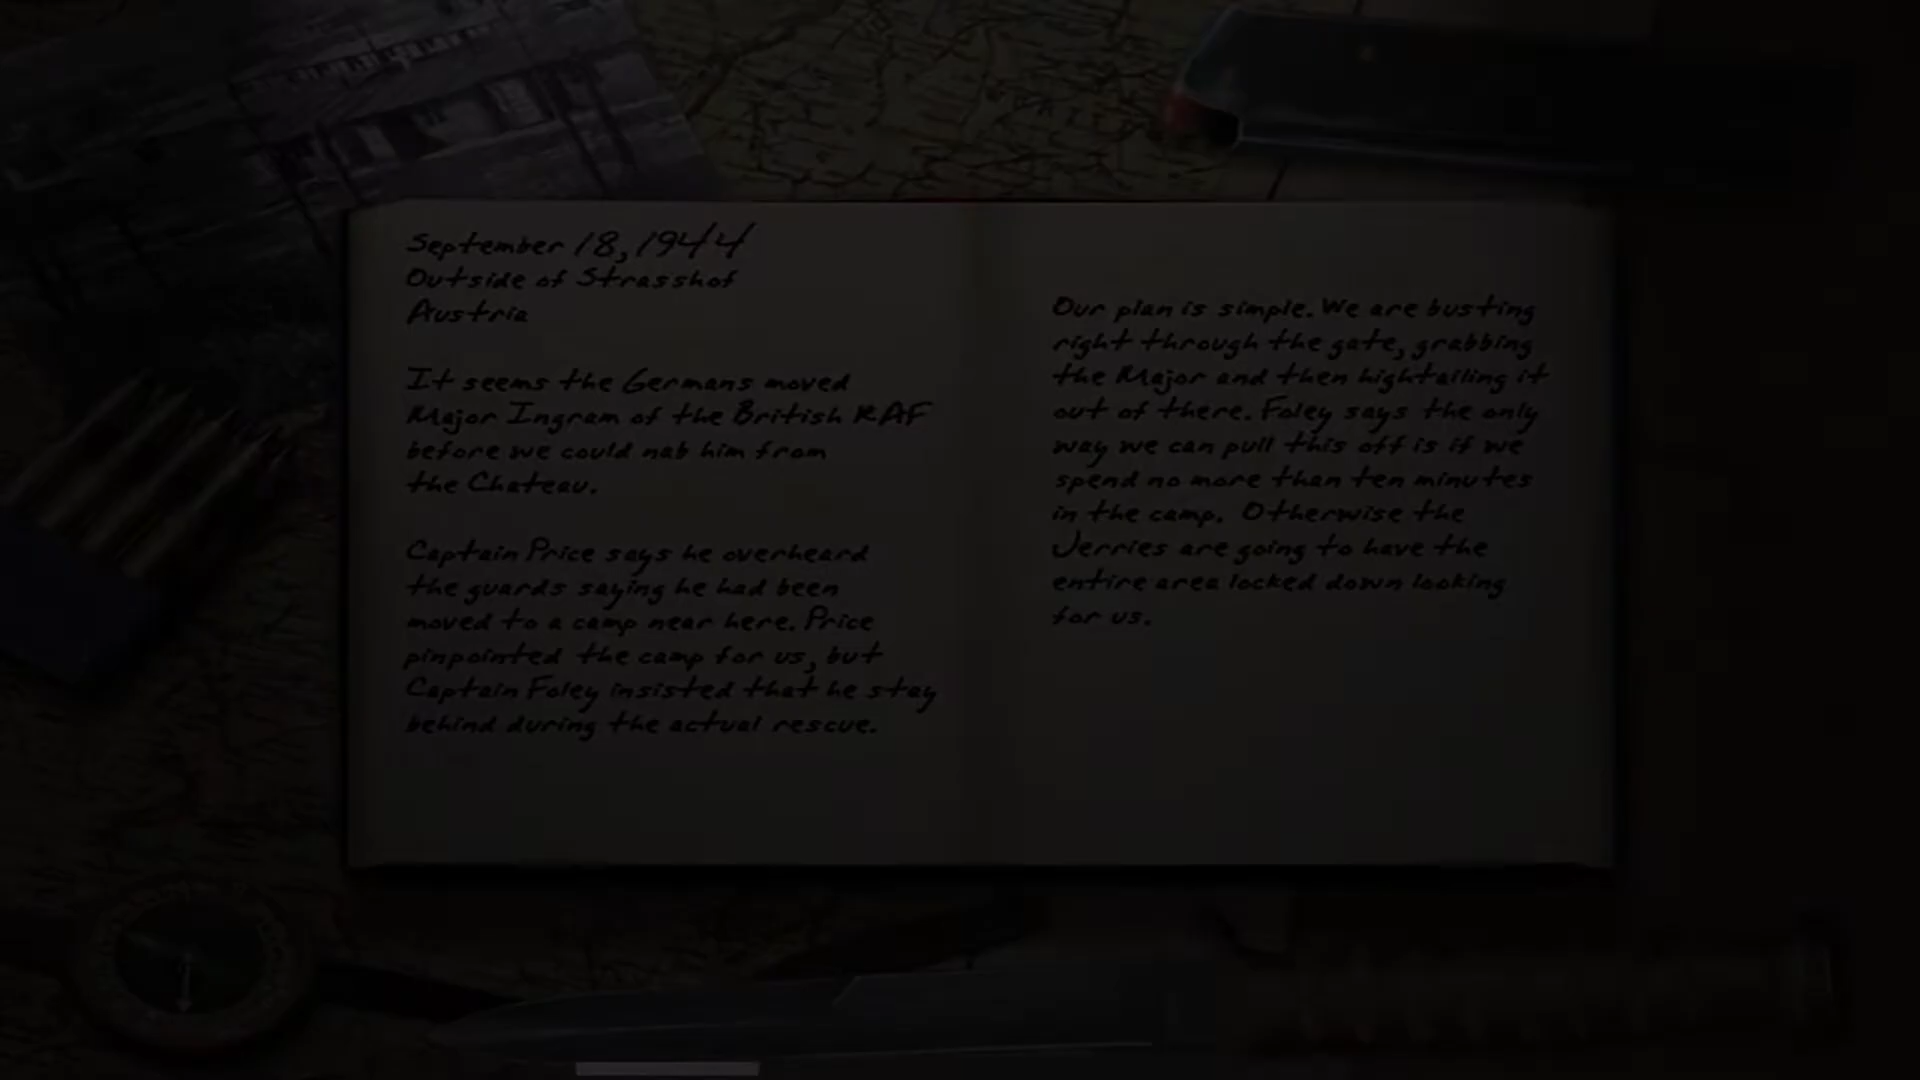 September 18, 1944
Outside of Strasshof
Austria
It seems the Germans moved
Major Ingram of the British RAF
before we could nab him from
the Chateau.
Captain Price says he overheard
the guards saying he had been
moved to a camp near here. Price
pinpointed the camp for us, but
Captain Foley insisted that he stay
behind during the actual rescue.
Our plan is simple. We are busting
right through the gate, grabbing
the Major and then hightailing it
out of there. Foley says the only
way we can pull this off is if we
spend no more than ten minutes
in the camp. Otherwise the
Jerries are going to have the
entire area locked down looking
for us.